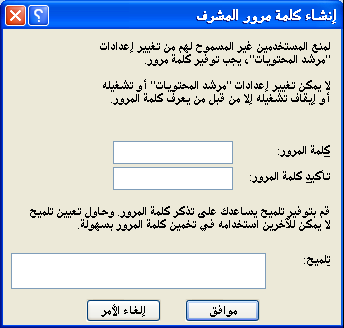 إنشاء كلمة مرور المشرف
لمنع المستخدمين غير المسموح لهم من تغيير إعدادات
"مرشد المحتويات"، يجب توفير كلمة مرور.
لا يمكن تغيير إعدادات "مرشد المحتويات" أو تشغيله
أو إيقاف تشغيله إلا من قبل من يعرف كلمة المرور.
كلمة المرور:
تأكيد كلمة المرور:
قم بتوفير تلميح يساعدك على تذكر كلمة المرور. وحاول تعيين تلميح
لا يمكن للآخرين استخدامه في تخمين كلمة المرور بسهولة.
تلميح:
موافق
إلغاء الأمر